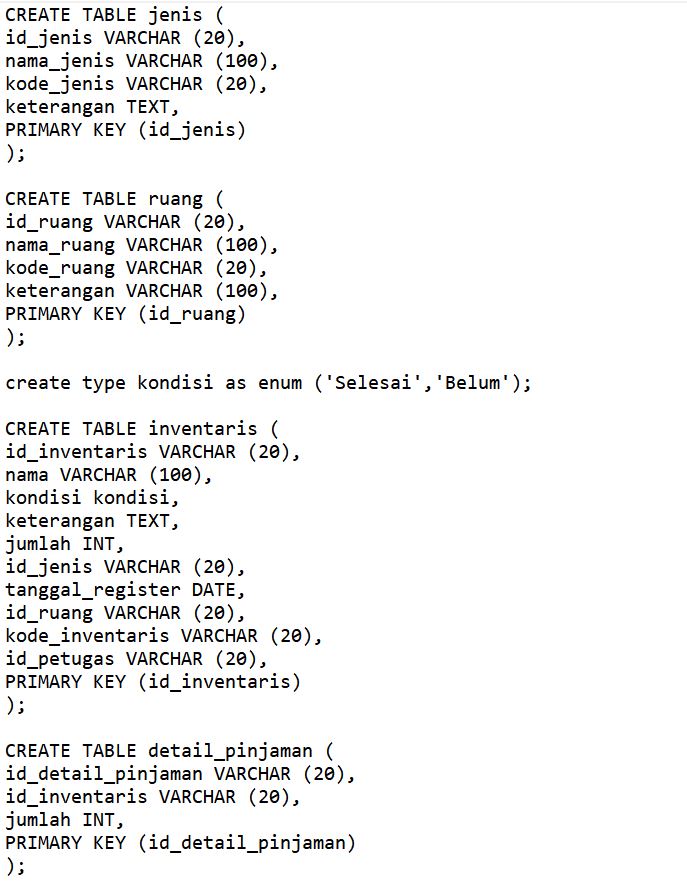 CREATE TABLE jenis (
id_jenis VARCHAR (20),
nama_jenis VARCHAR (100),
kode_jenis VARCHAR (20),
keterangan TEXT,
PRIMARY KEY (id_jenis)
);

CREATE TABLE ruang (
id_ruang VARCHAR (20),
nama_ruang VARCHAR (100),
kode_ruang VARCHAR (20),
keterangan VARCHAR (100),
PRIMARY KEY (id_ruang)
);

create type kondisi as enum ('Selesai','Belum');

CREATE TABLE inventaris (
id_inventaris VARCHAR (20),
nama VARCHAR (100),
kondisi kondisi,
keterangan TEXT,
jumlah INT,
id_jenis VARCHAR (20),
tanggal_register DATE,
id_ruang VARCHAR (20),
kode_inventaris VARCHAR (20),
id_petugas VARCHAR (20),
PRIMARY KEY (id_inventaris)
);

CREATE TABLE detail_pinjaman (
id_detail_pinjaman VARCHAR (20),
id_inventaris VARCHAR (20),
jumlah INT,
PRIMARY KEY (id_detail_pinjaman)
);